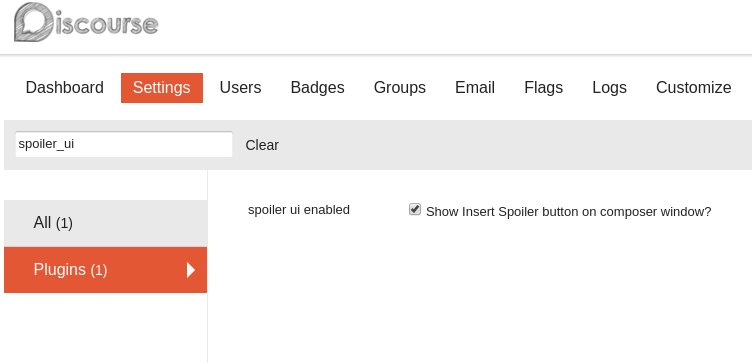 Discourse
Dashboard Settings Users Badges Groups Email Flags Logs Customize
spoiler_ui Clear
All (1)
Plugins (1)
spoiler ui enabled Show Insert Spoiler button on composer window?